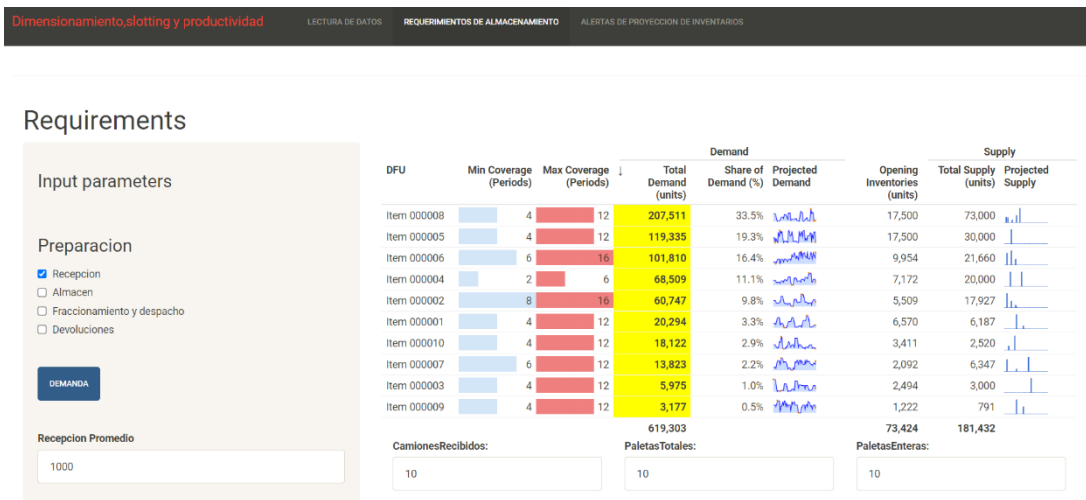 Dimensionamiento,slotting y productividad LECTURA DE DATOS REQUERIMIENTOS DE ALMACENAMIENTO ALERTAS DE PROYECCION DE INVENTARIOS
Requirements
Input parameters
Preparacion
Recepcion
Almacen
Fraccionamiento y despacho
Devoluciones
DEMANDA
Recepcion Promedio
1000
Demand Supply
DFU Min Coverage (Periods) Max Coverage (Periods) ↓ Total Demand (units) Share of Demand (%) Projected Demand Opening Inventories (units) Total Supply (units) Projected Supply
Item 000008 4 12 207,511 33.5% 17,500 73,000
Item 000005 4 12 119,335 19.3% 17,500 30,000
Item 000006 6 16 101,810 16.4% 9,954 21,660
Item 000004 2 6 68,509 11.1% 7,172 20,000
Item 000002 8 16 60,747 9.8% 5,509 17,927
Item 000001 4 12 20,294 3.3% 6,570 6,187
Item 000010 4 12 18,122 2.9% 3,411 2,520
Item 000007 6 12 13,823 2.2% 2,092 6,347
Item 000003 4 12 5,975 1.0% 2,494 3,000
Item 000009 4 12 3,177 0.5% 1,222 791
619,303 73,424 181,432
CamionesRecibidos: PaletasTotales: PaletasEnteras:
10 10 10